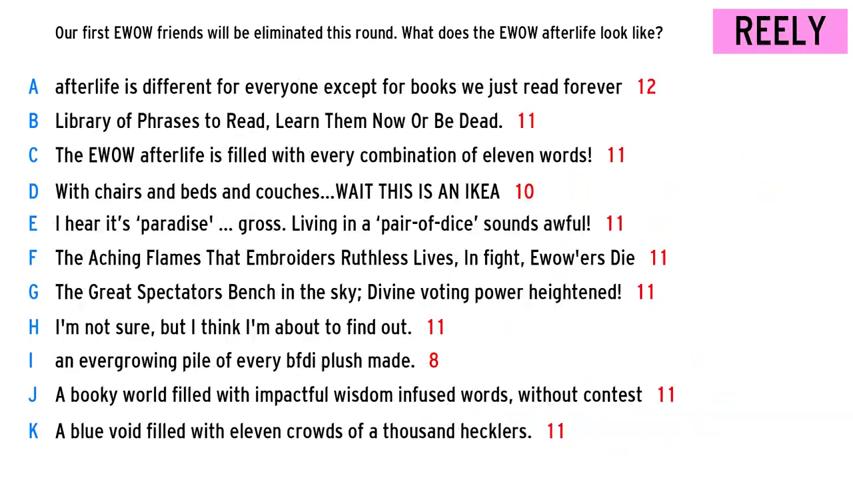 Our first EWOW friends will be eliminated this round. What does the EWOW afterlife look like?
REELY
A afterlife is different for everyone except for books we just read forever 12
B Library of Phrases to Read, Learn Them Now Or Be Dead. 11
C The EWOW afterlife is filled with every combination of eleven words! 11
D With chairs and beds and couches...WAIT THIS IS AN IKEA 10
E I hear it’s ‘paradise' ... gross. Living in a ‘pair-of-dice’ sounds awful! 11
F The Aching Flames That Embroiders Ruthless Lives, In fight, Ewow'ers Die 11
G The Great Spectators Bench in the sky; Divine voting power heightened! 11
H I'm not sure, but I think I'm about to find out. 11
I an evergrowing pile of every bfdi plush made. 8
J A booky world filled with impactful wisdom infused words, without contest 11
K A blue void filled with eleven crowds of a thousand hecklers. 11